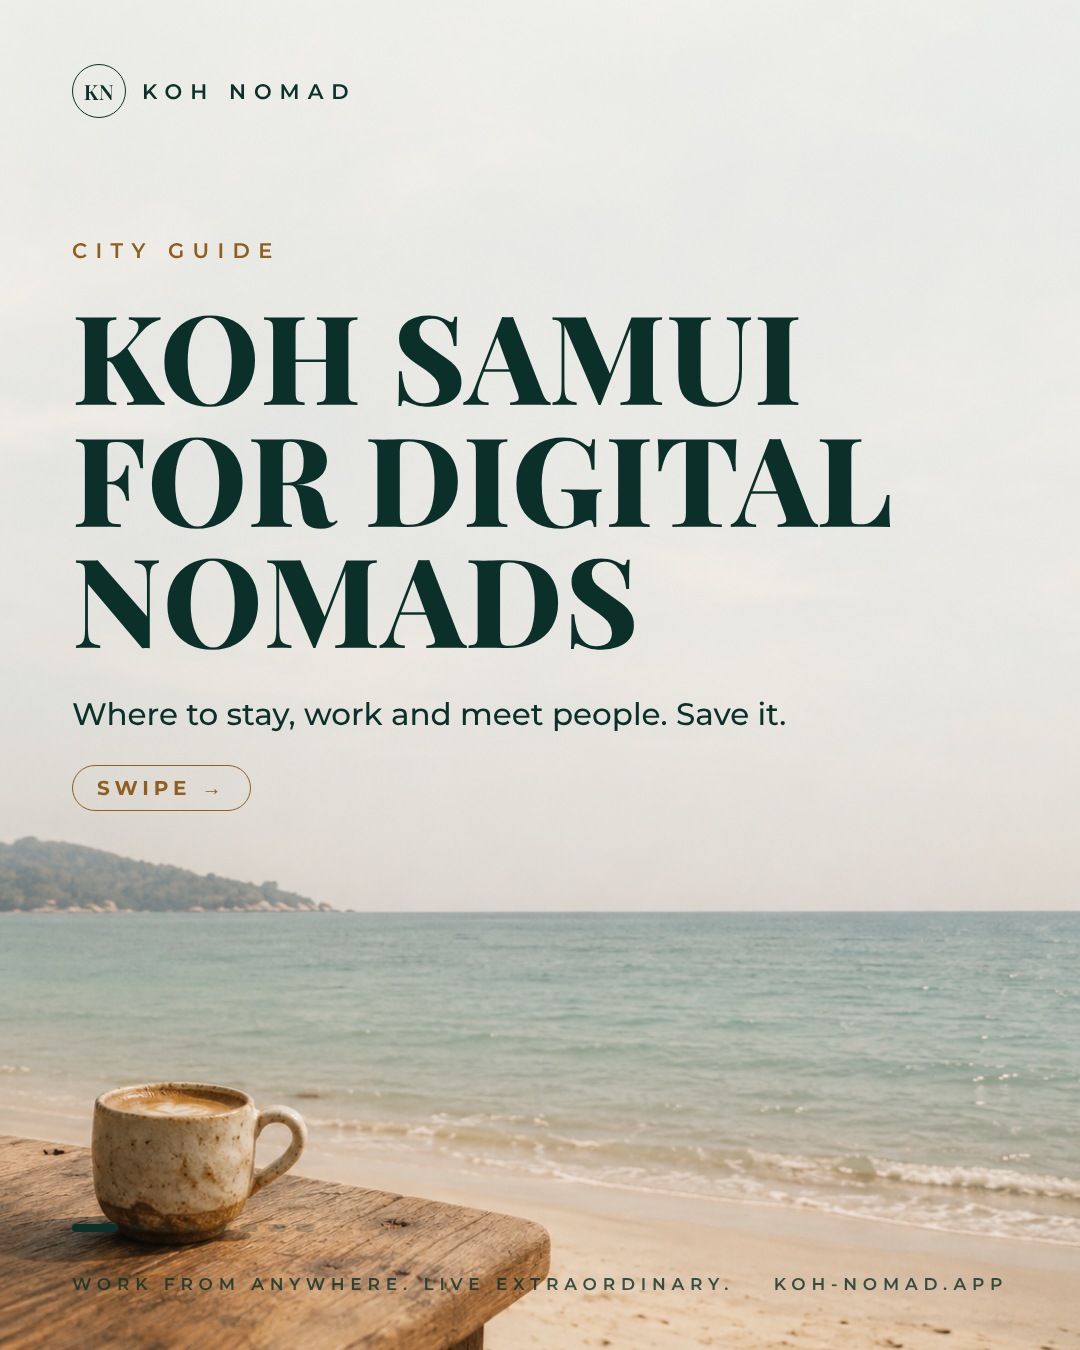 KN KOH NOMAD
CITY GUIDE
KOH SAMUI
FOR DIGITAL
NOMADS
Where to stay, work and meet people. Save it.
SWIPE →
WORK FROM ANYWHERE. LIVE EXTRAORDINARY. KOH-NOMAD.APP